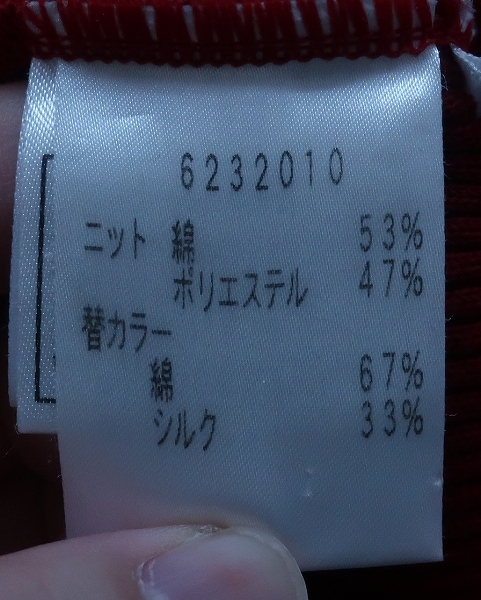 6232010
ニット 綿 53%
ポリエステル 47%
替カラー
綿 67%
シルク 33%